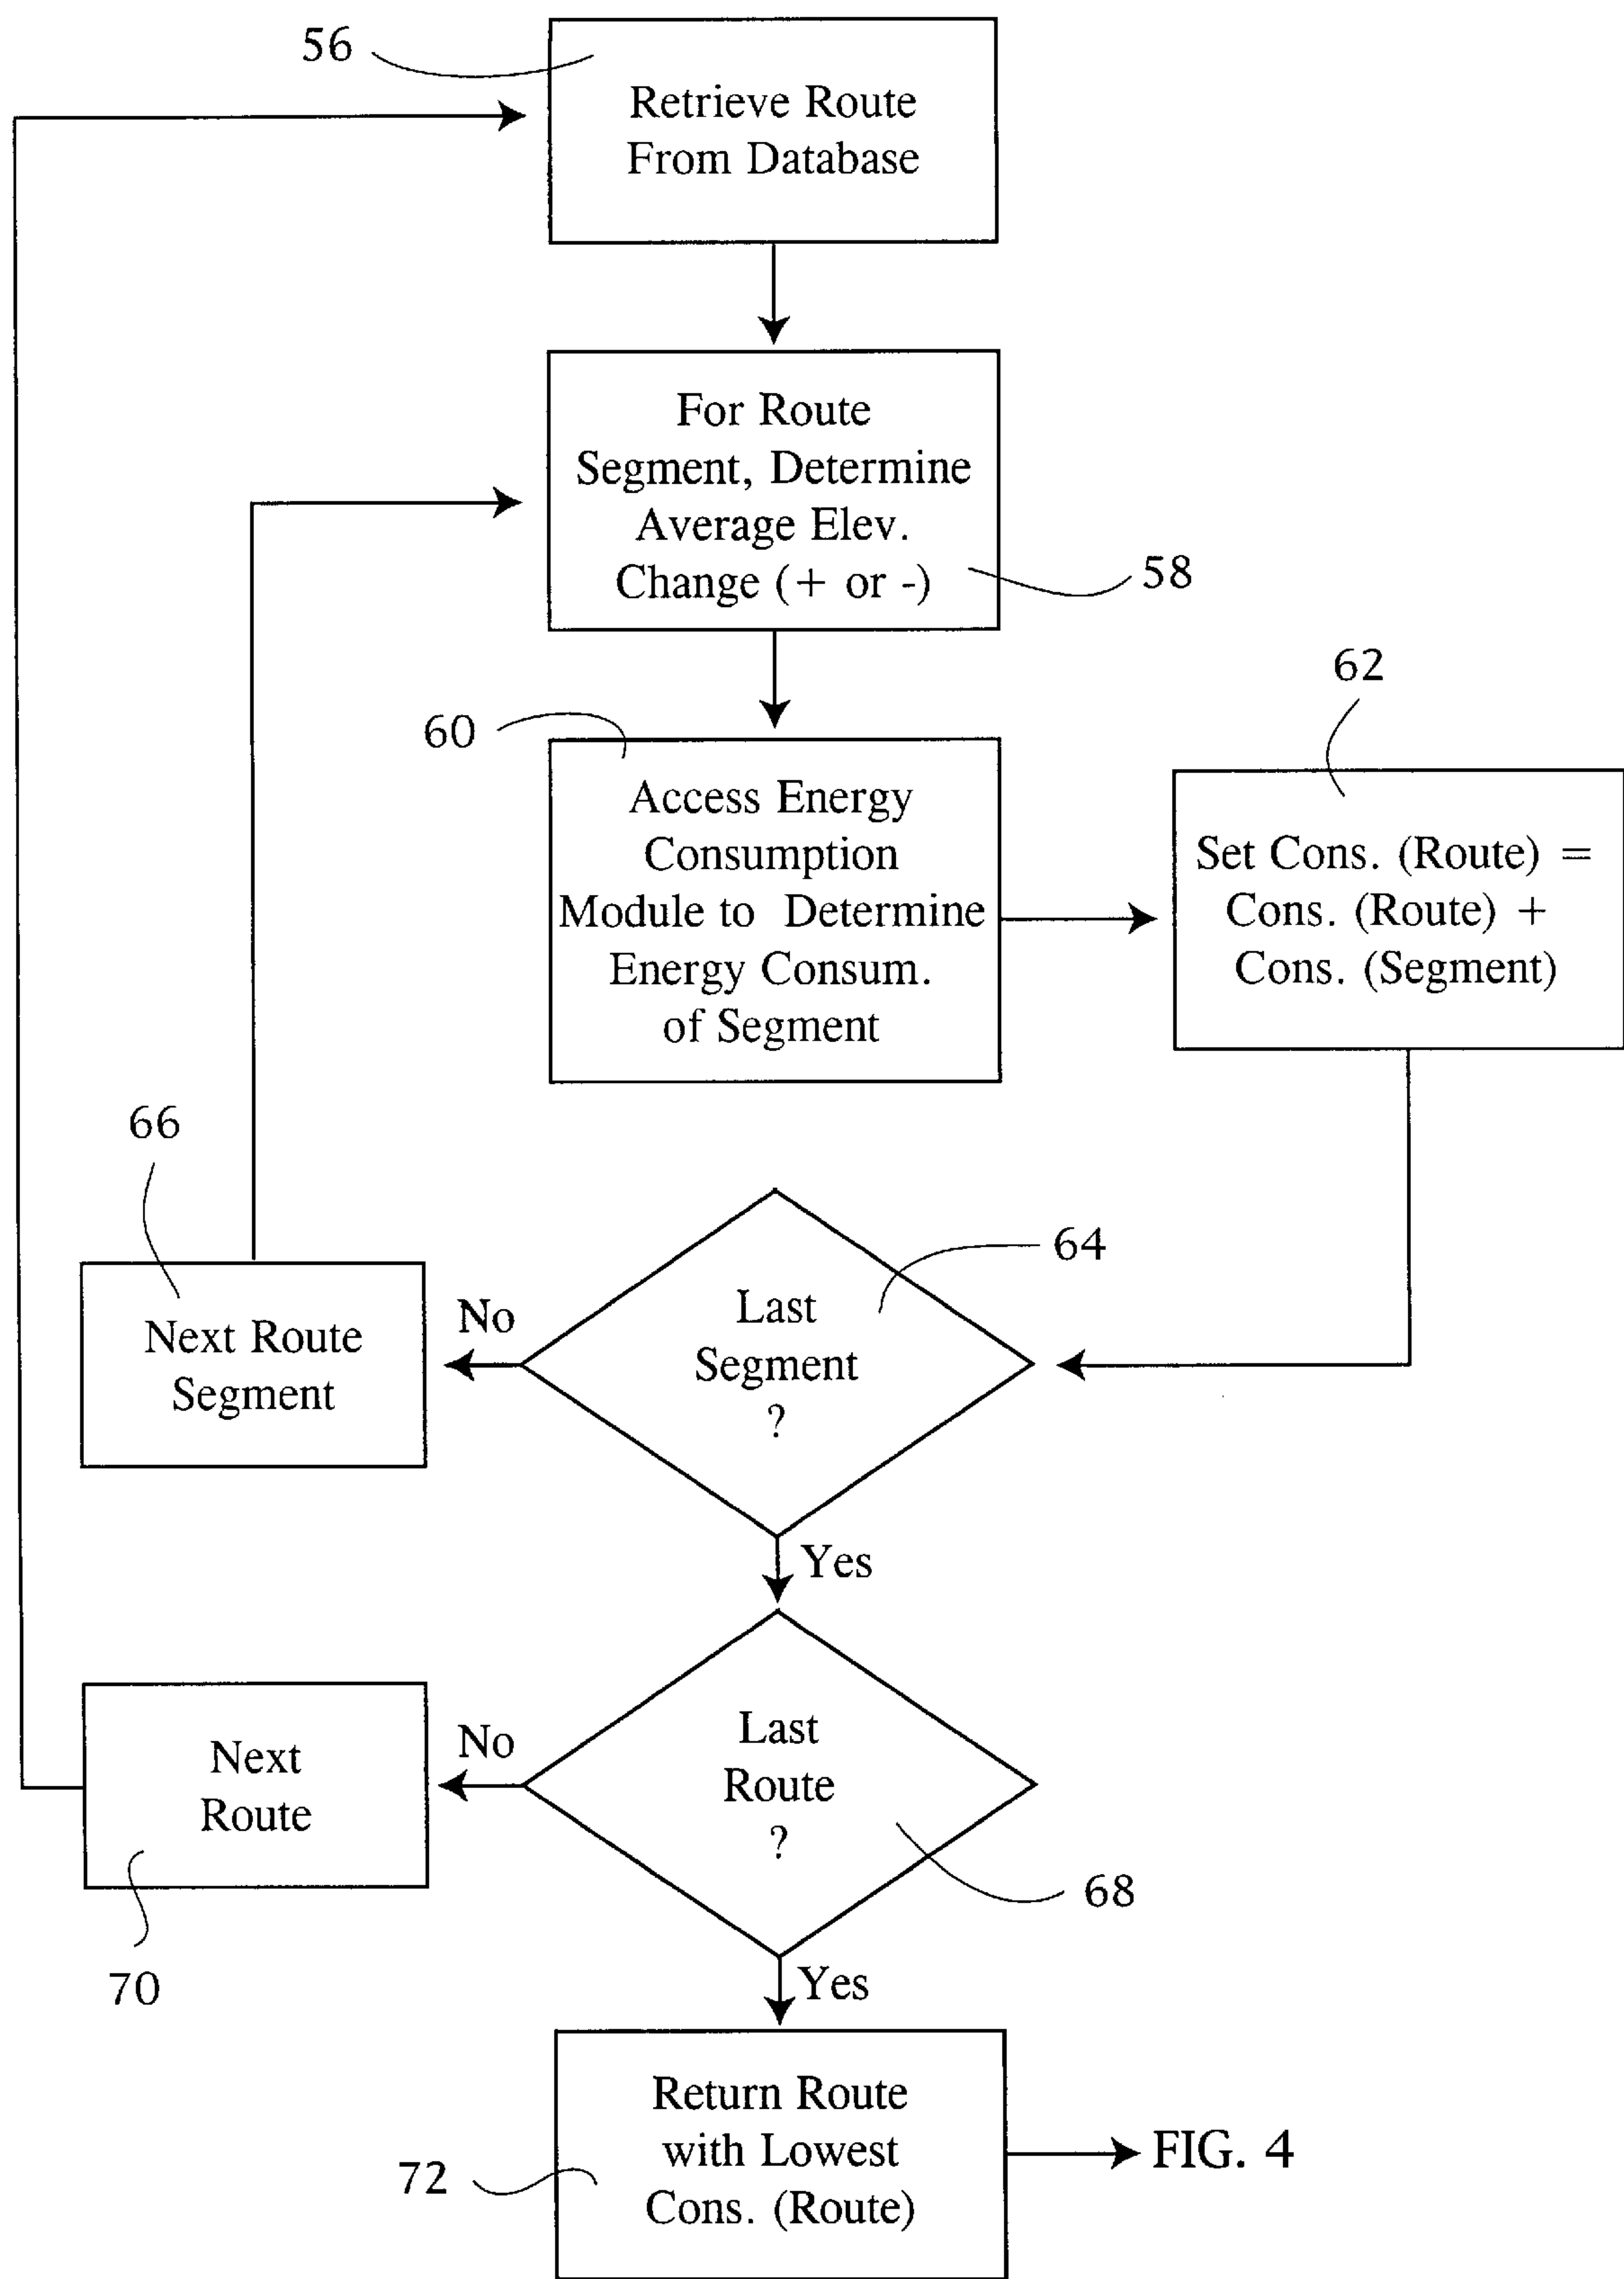 56
Retrieve Route
From Database
For Route
Segment, Determine
Average Elev.
Change (+ or -)
58
60
Access Energy
Consumption
Module to Determine
Energy Consum.
of Segment
62
Set Cons. (Route) =
Cons. (Route) +
Cons. (Segment)
66
Next Route
Segment
No
Last
Segment
?
64
Yes
Next
Route
70
No
Last
Route
?
68
Yes
72
Return Route
with Lowest
Cons. (Route)
FIG. 4